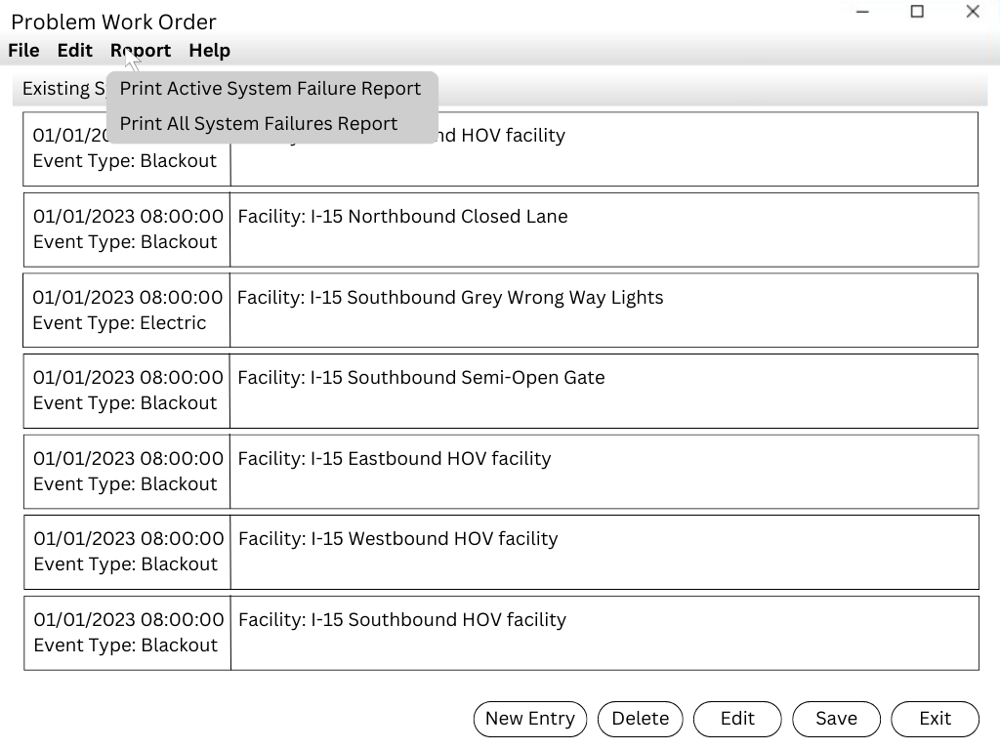 Problem Work Order
File Edit Report Help
Existing S
Print Active System Failure Report
Print All System Failures Report
01/01/20
nd HOV facility
Event Type: Blackout
01/01/2023 08:00:00 Facility: I-15 Northbound Closed Lane
Event Type: Blackout
01/01/2023 08:00:00 Facility: I-15 Southbound Grey Wrong Way Lights
Event Type: Electric
01/01/2023 08:00:00 Facility: I-15 Southbound Semi-Open Gate
Event Type: Blackout
01/01/2023 08:00:00 Facility: I-15 Eastbound HOV facility
Event Type: Blackout
01/01/2023 08:00:00 Facility: I-15 Westbound HOV facility
Event Type: Blackout
01/01/2023 08:00:00 Facility: I-15 Southbound HOV facility
Event Type: Blackout
New Entry Delete Edit Save Exit